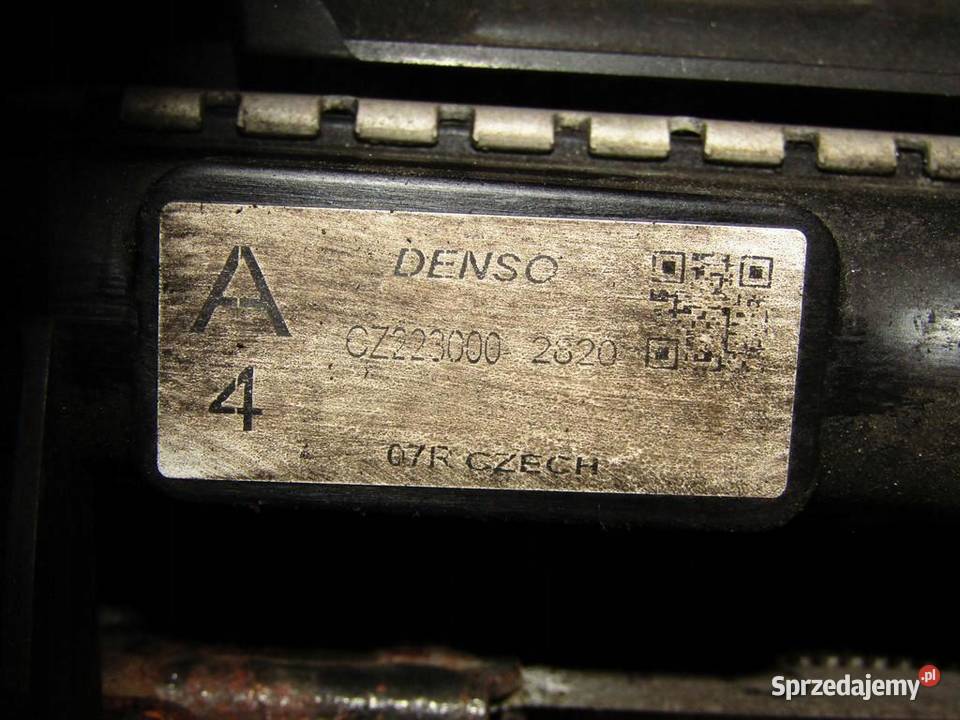 A
4
DENSO
CZ223000 2820
07R CZECH
Sprzedajemy.pl